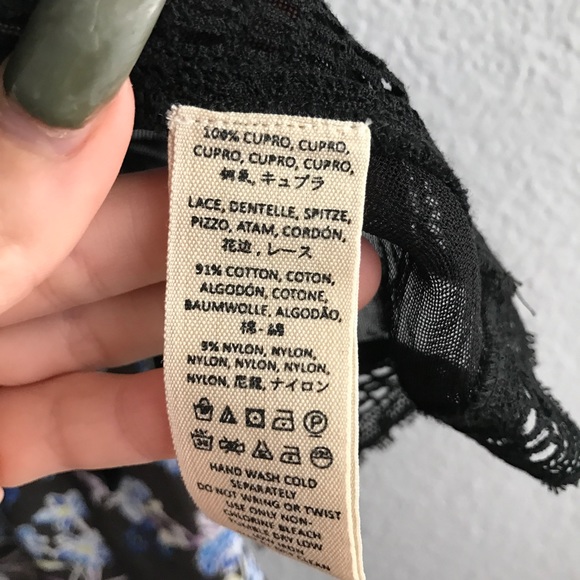 100% CUPRO, CUPRO,
CUPRO, CUPRO, CUPRO,
キュプラ
LACE, DENTELLE, SPITZE,
PIZZO, ATAM, CORDÓN,
花边, レース
91% COTTON, COTON,
ALGODÓN, COTONE,
BAUMWOLLE, ALGODÃO,
棉 - 綿
9% NYLON, NYLON,
NYLON, NYLON, NYLON,
NYLON, 尼龍, ナイロン
HAND WASH COLD
SEPARATELY
DO NOT WRING OR TWIST
USE ONLY NON-
CHLORINE BLEACH
TUMBLE DRY LOW